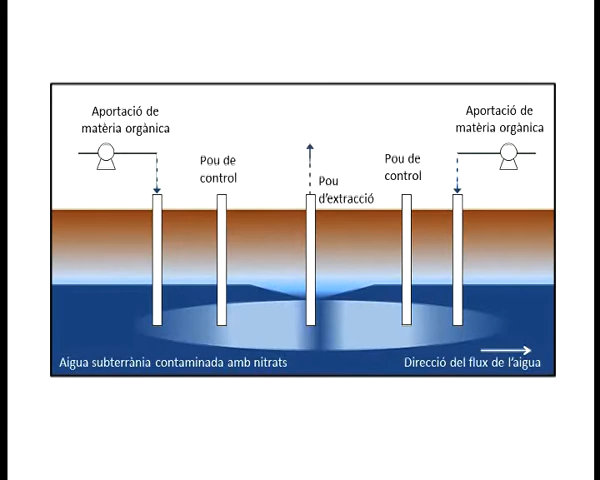 Aportació de
matèria orgànica
Pou de
control
Pou
d'extracció
Pou de
control
Aportació de
matèria orgànica
Aigua subterrània contaminada amb nitrats
Direcció del flux de l'aigua